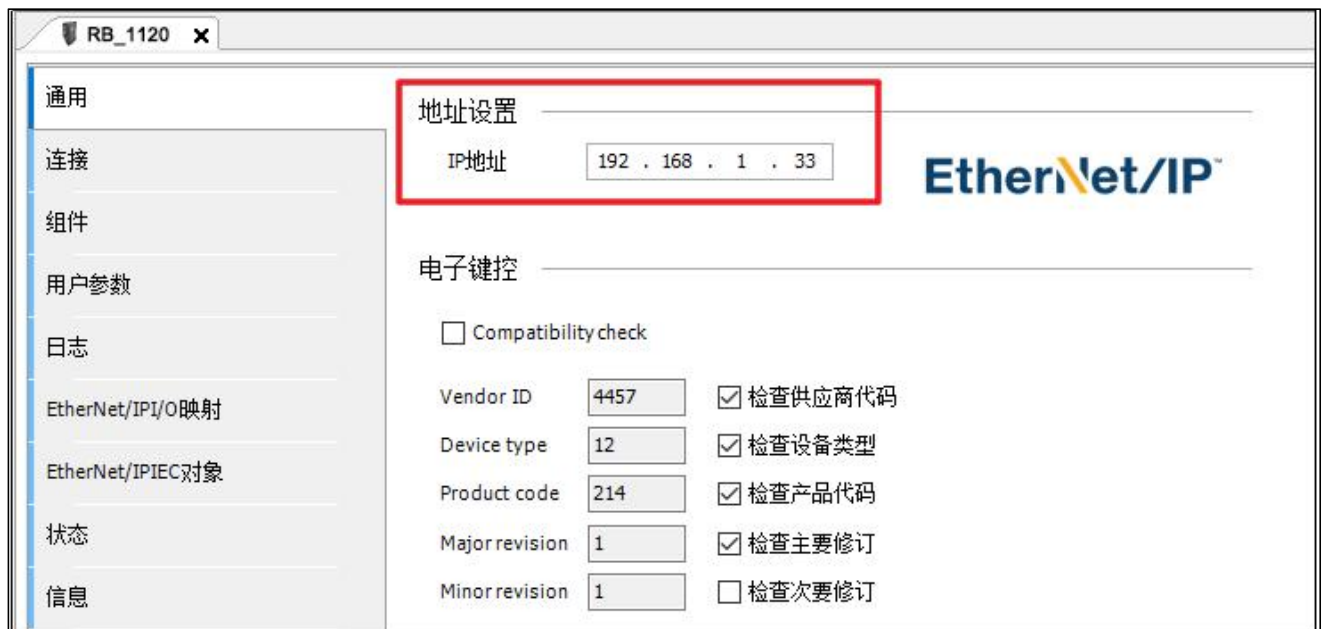 RB_1120
通用
连接
组件
用户参数
日志
EtherNet/IPI/O映射
EtherNet/IPIEC对象
状态
信息
地址设置
IP地址 192 . 168 . 1 . 33
EtherNet/IP™
电子键控
Compatibility check
Vendor ID 4457 检查供应商代码
Device type 12 检查设备类型
Product code 214 检查产品代码
Major revision 1 检查主要修订
Minor revision 1 检查次要修订